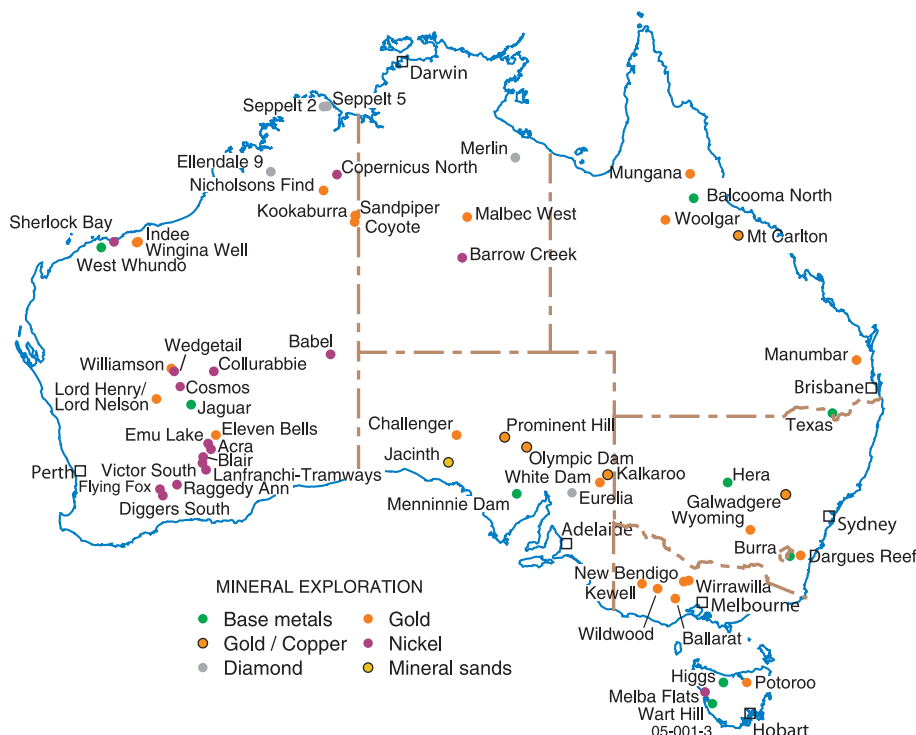 Darwin
Seppelt 2
Seppelt 5
Merlin
Ellendale 9
Copernicus North
Nicholsons Find
Mungana
Balcooma North
Kookaburra
Sandpiper
Coyote
Malbec West
Woolgar
Mt Carlton
Sherlock Bay
Indee
Wingina Well
West Whundo
Barrow Creek
Babel
Wedgetail
Williamson
Collurabbie
Manumbar
Lord Henry/
Lord Nelson
Cosmos
Jaguar
Brisbane
Texas
Emu Lake
Eleven Bells
Acra
Blair
Challenger
Prominent Hill
Jacinth
Olympic Dam
Perth
Victor South
Lanfranchi-Tramways
White Dam
Kalkaroo
Hera
Flying Fox
Raggedy Ann
Diggers South
Menninnie Dam
Eurelia
Galwadgere
Wyoming
Sydney
Adelaide
Burra
Dargues Reef
New Bendigo
Kewell
Wirrawilla
Melbourne
Wildwood
Ballarat
MINERAL EXPLORATION
Base metals
Gold
Gold / Copper
Nickel
Diamond
Mineral sands
Higgs
Potoroo
Melba Flats
Wart Hill
05-001-3
Hobart